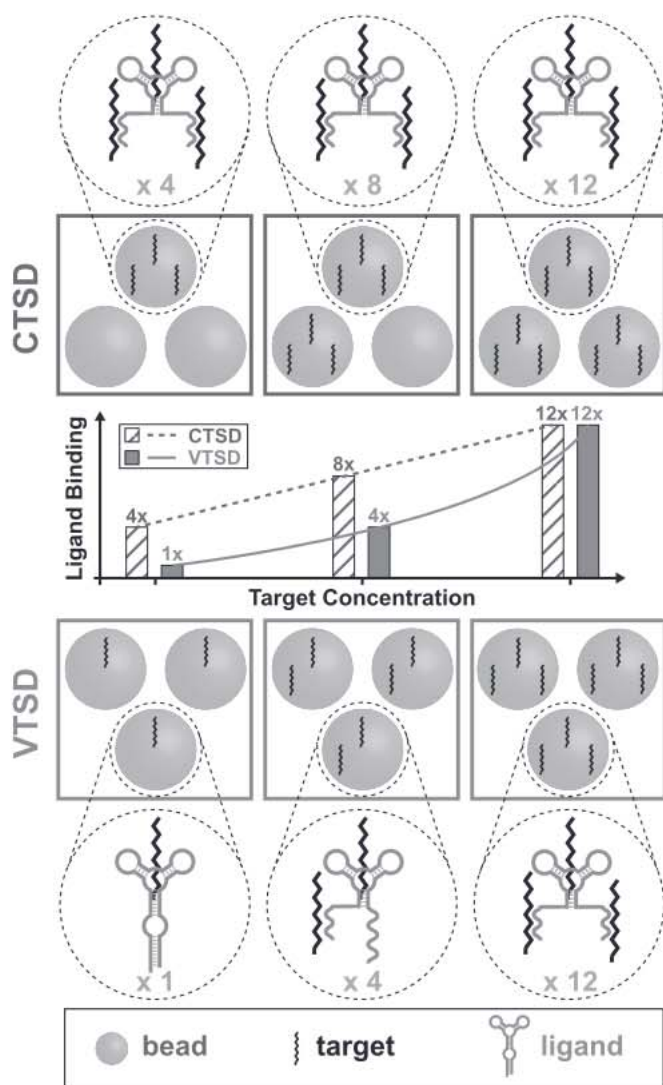 x 4 x 8 x 12
CTSD
12x 12x
CTSD
VTSD
8x
4x
4x
1x
Ligand Binding
Target Concentration
VTSD
x 1 x 4 x 12
bead target ligand